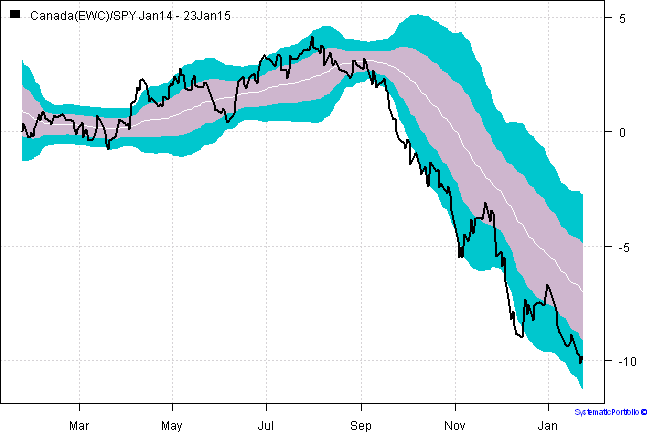 Canada(EWC)/SPY Jan14 - 23Jan15
5
0
-5
-10
Mar May Jul Sep Nov Jan
SystematicPortfolio ©